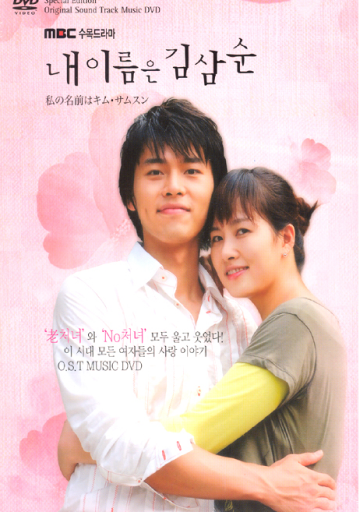 DVD
VIDEO
Special Edition
Original Sound Track Music DVD
MBC 수목드라마
내 이름은 김삼순
私の名前はキム・サムスン
'老처녀'와 'No처녀' 모두 울고 웃었다!
이 시대 모든 여자들의 사랑 이야기
O.S.T MUSIC DVD